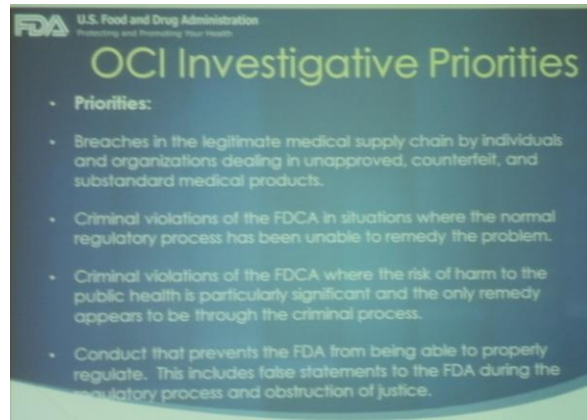 FDA U.S. Food and Drug Administration
Protecting and Promoting Your Health
OCI Investigative Priorities
• Priorities:
• Breaches in the legitimate medical supply chain by individuals
and organizations dealing in unapproved, counterfeit, and
substandard medical products.
• Criminal violations of the FDCA in situations where the normal
regulatory process has been unable to remedy the problem.
• Criminal violations of the FDCA where the risk of harm to the
public health is particularly significant and the only remedy
appears to be through the criminal process.
• Conduct that prevents the FDA from being able to properly
regulate. This includes false statements to the FDA during the
regulatory process and obstruction of justice.